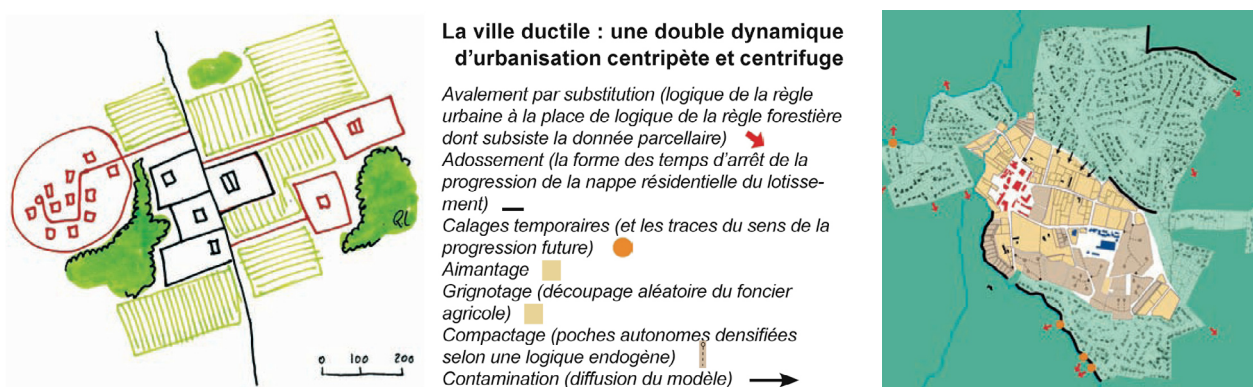 La ville ductile : une double dynamique
d'urbanisation centripète et centrifuge
Avalement par substitution (logique de la règle
urbaine à la place de logique de la règle forestière
dont subsiste la donnée parcellaire)
Adossement (la forme des temps d'arrêt de la
progression de la nappe résidentielle du lotisse-
ment)
Calages temporaires (et les traces du sens de la
progression future)
Aimantage
Grignotage (découpage aléatoire du foncier
agricole)
Compactage (poches autonomes densifiées
selon une logique endogène)
Contamination (diffusion du modèle)
QL
0 100 200